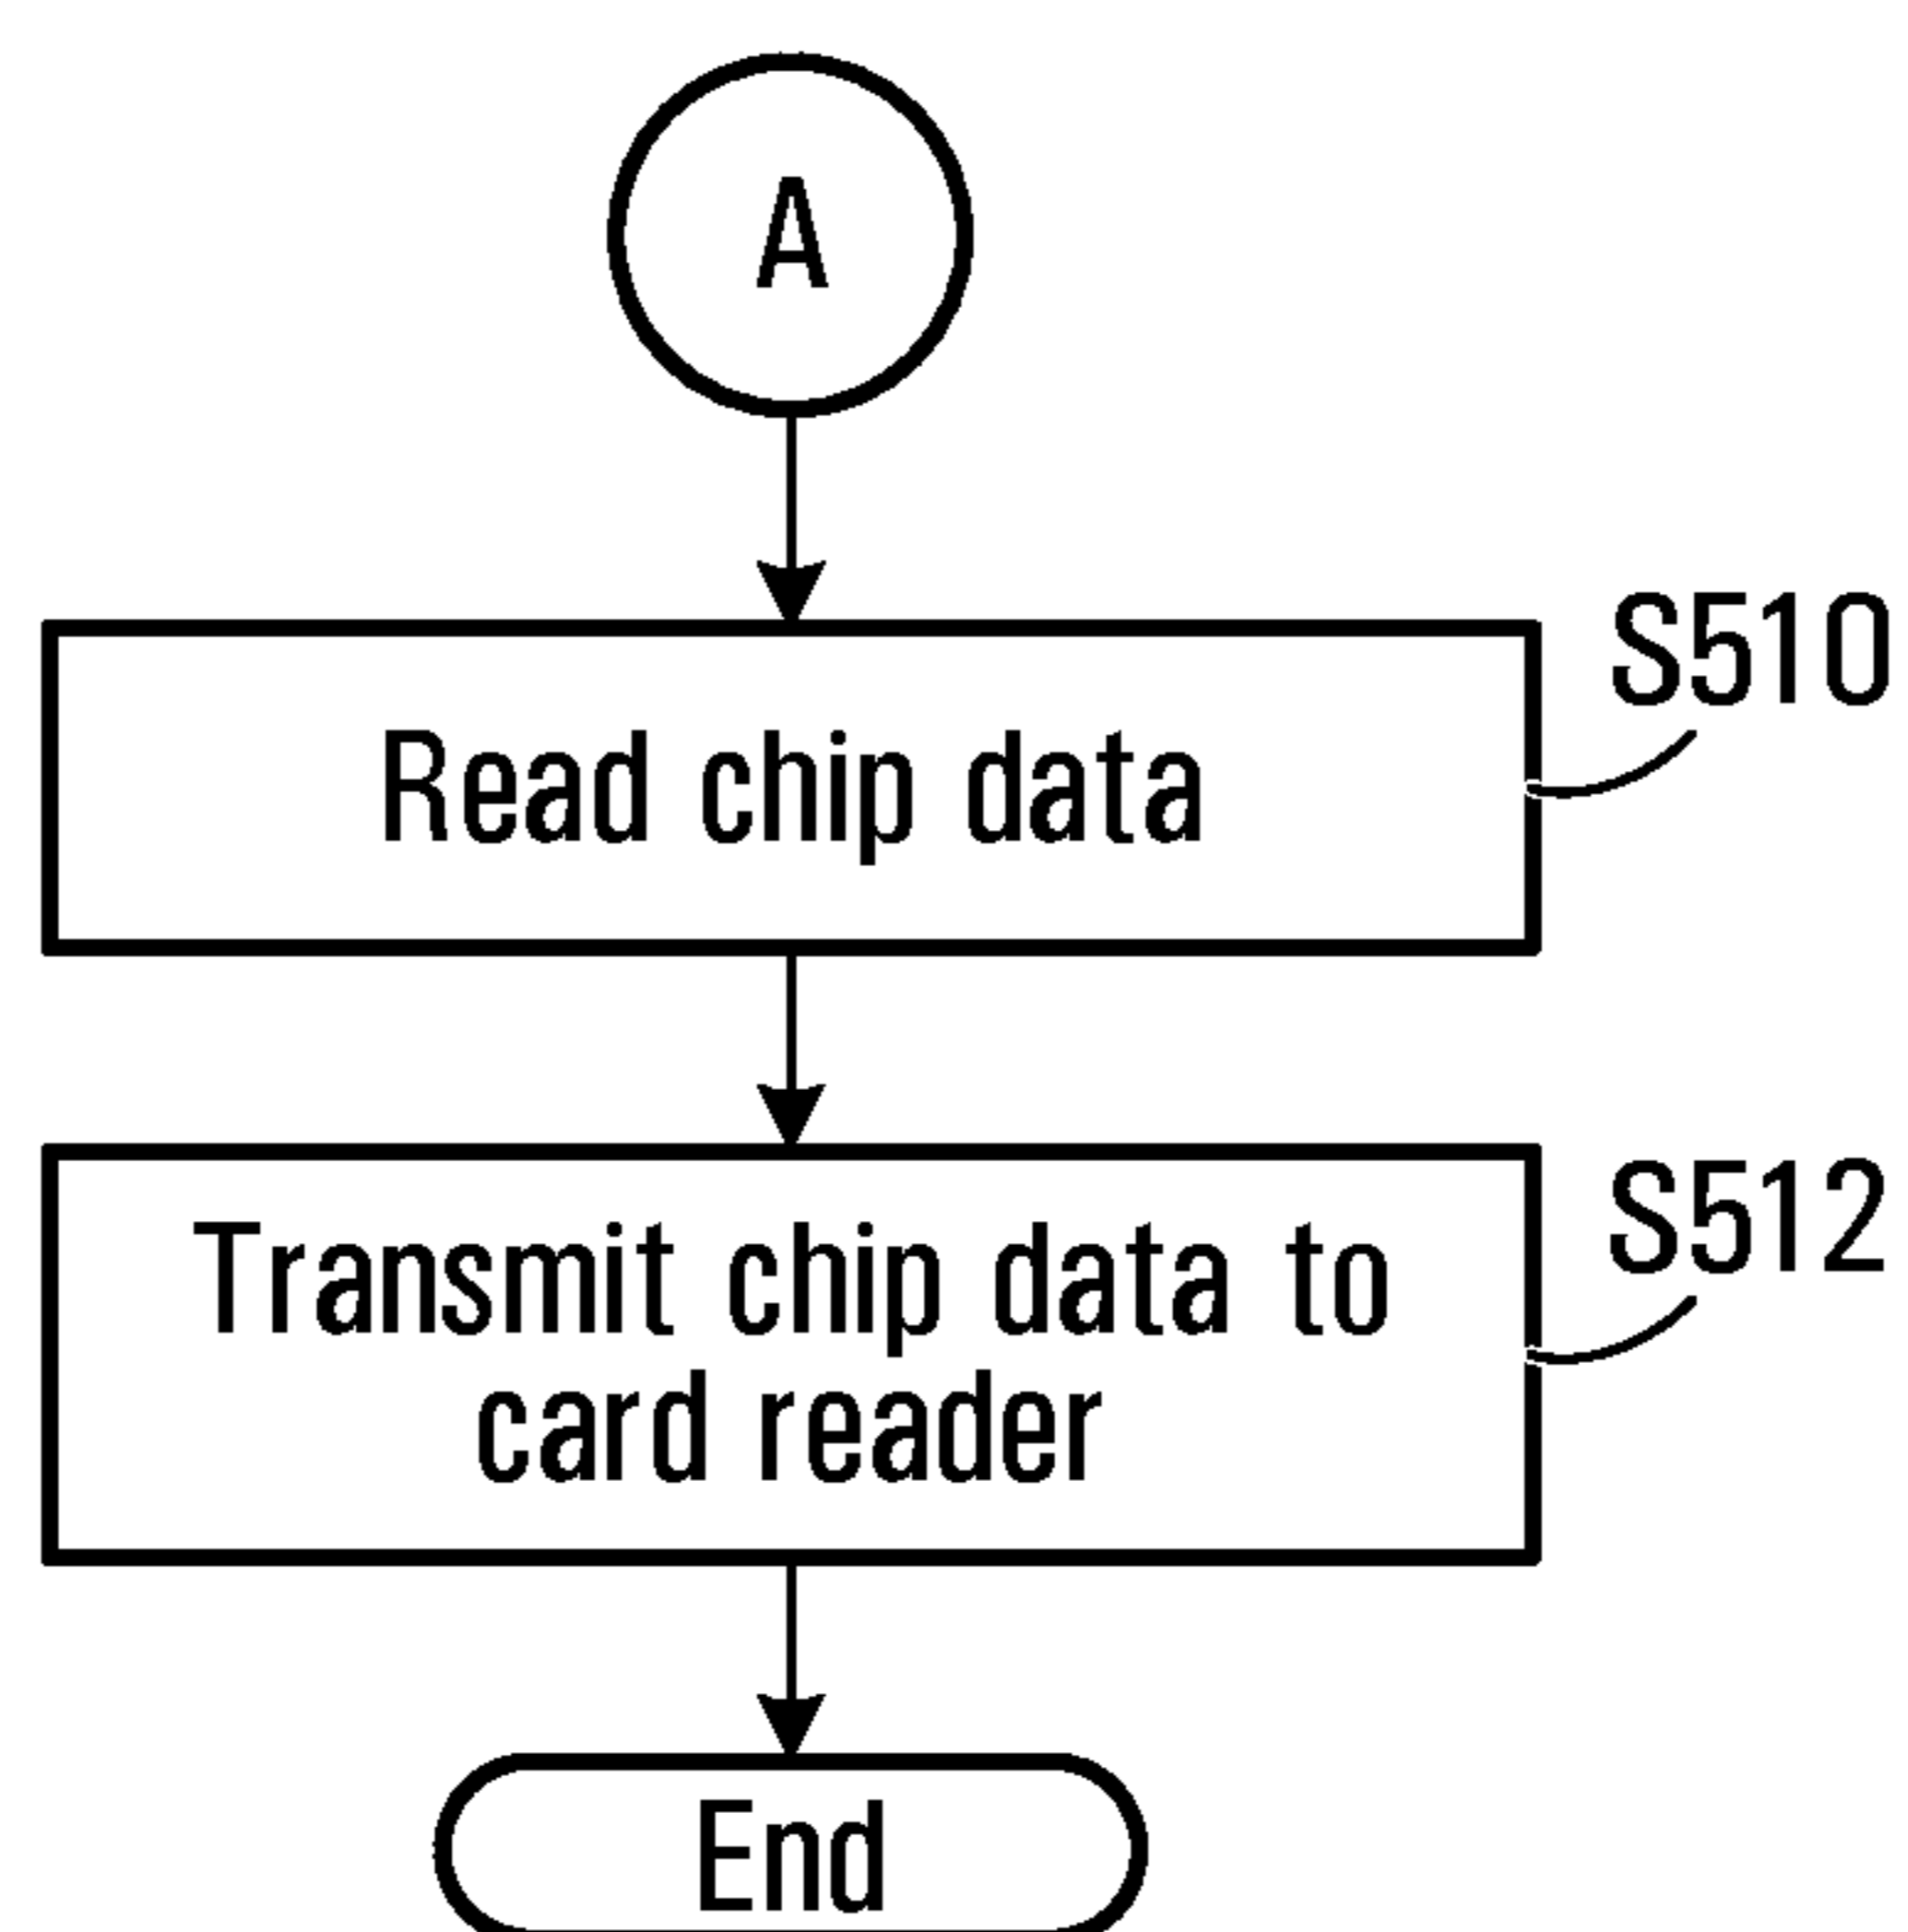 A
S510
Read chip data
S512
Transmit chip data to
card reader
End